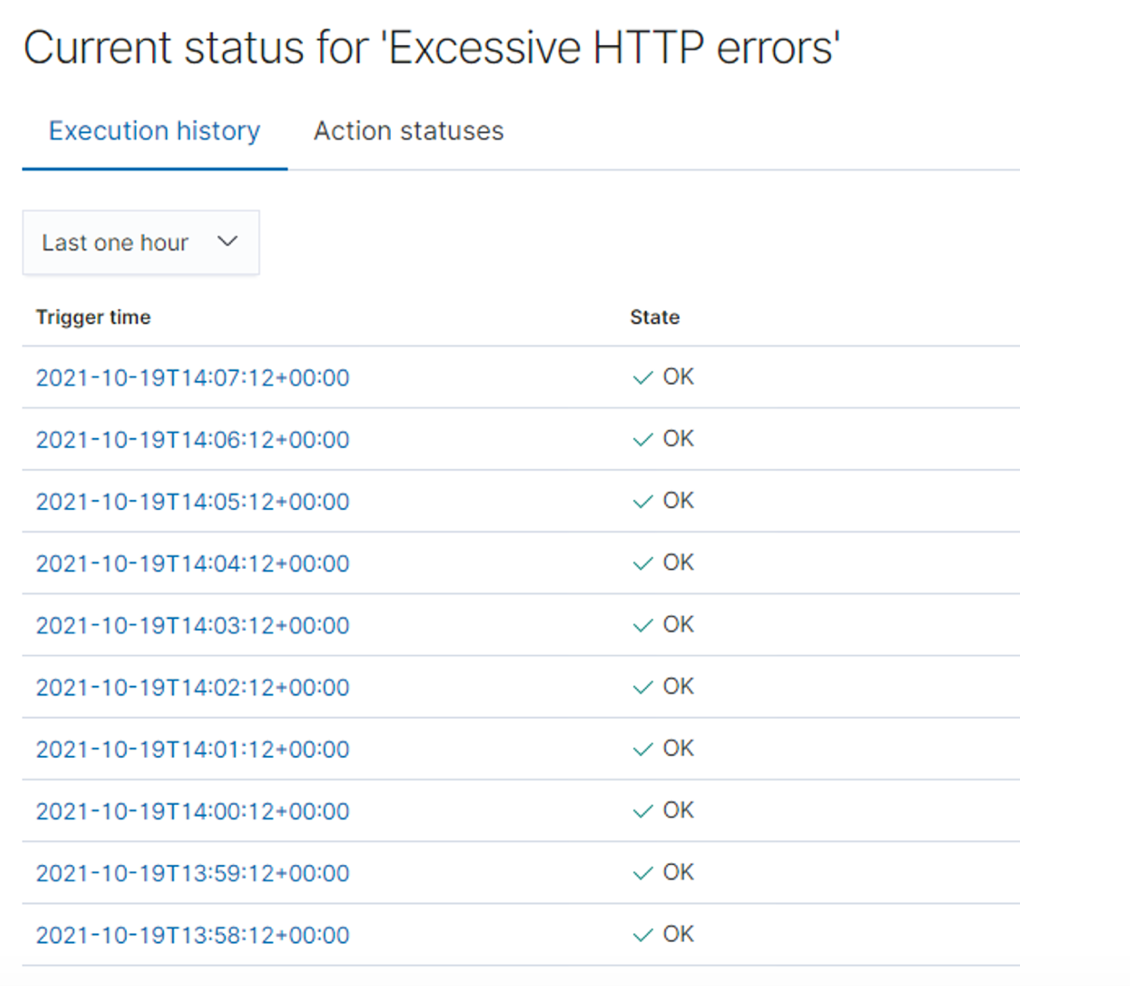 Current status for 'Excessive HTTP errors'
Execution history Action statuses
Last one hour
Trigger time State
2021-10-19T14:07:12+00:00 OK
2021-10-19T14:06:12+00:00 OK
2021-10-19T14:05:12+00:00 OK
2021-10-19T14:04:12+00:00 OK
2021-10-19T14:03:12+00:00 OK
2021-10-19T14:02:12+00:00 OK
2021-10-19T14:01:12+00:00 OK
2021-10-19T14:00:12+00:00 OK
2021-10-19T13:59:12+00:00 OK
2021-10-19T13:58:12+00:00 OK